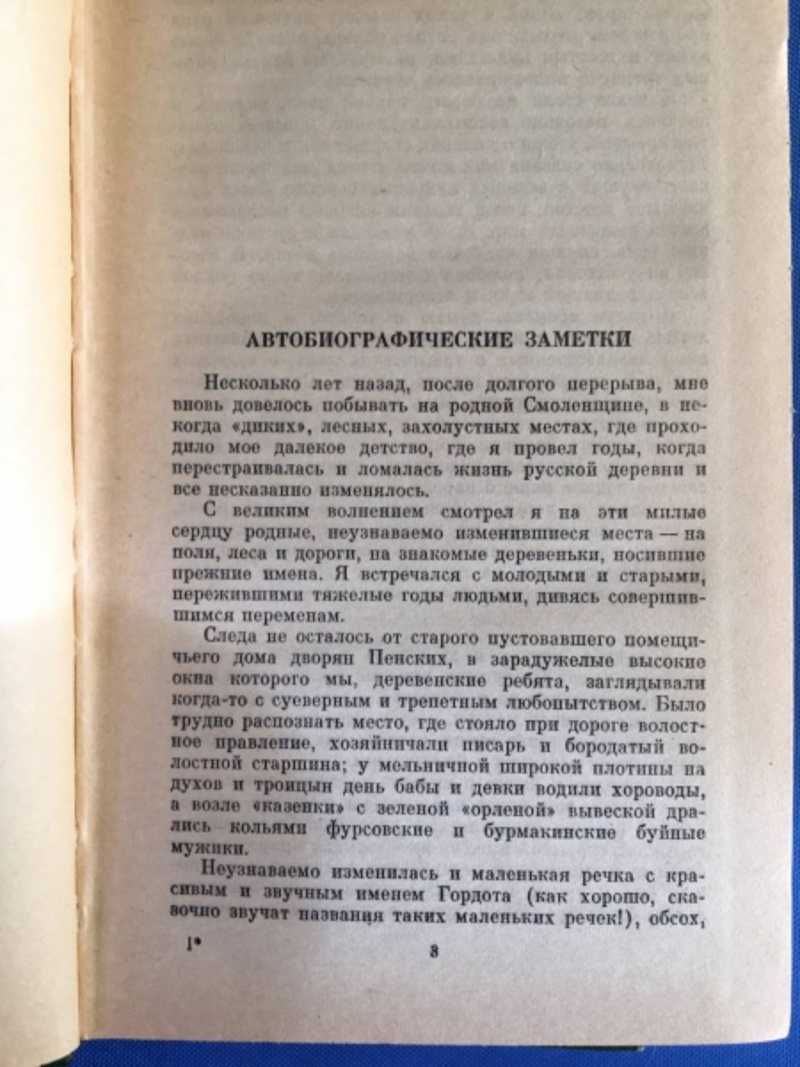 АВТОБИОГРАФИЧЕСКИЕ ЗАМЕТКИ
Несколько лет назад, после долгого перерыва, мне
вновь довелось побывать на родной Смоленщине, в не-
когда «диких», лесных, захолустных местах, где прохо-
дило мое далекое детство, где я провел годы, когда
перестраивалась и ломалась жизнь русской деревни и
все несказанно изменялось.
С великим волнением смотрел я на эти милые
сердцу родные, неузнаваемо изменившиеся места — на
поля, леса и дороги, на знакомые деревеньки, носившие
прежние имена. Я встречался с молодыми и старыми,
пережившими тяжелые годы людьми, дивясь совершив-
шимся переменам.
Следа не осталось от старого пустовавшего помещи-
чьего дома дворян Пенских, в зарадужелые высокие
окна которого мы, деревенские ребята, заглядывали
когда-то с суеверным и трепетным любопытством. Было
трудно распознать место, где стояло при дороге волост-
ное правление, хозяйничали писарь и бородатый во-
лостной старшина; у мельничной широкой плотины на
духов и троицын день бабы и девки водили хороводы,
а возле «казенки» с зеленой «орленой» вывеской дра-
лись кольями фурсовские и бурмакинские буйные
мужики.
Неузнаваемо изменилась и маленькая речка с кра-
сивым и звучным именем Гордота (как хорошо, ска-
зочно звучат названия таких маленьких речек!), обсох,
1*
3